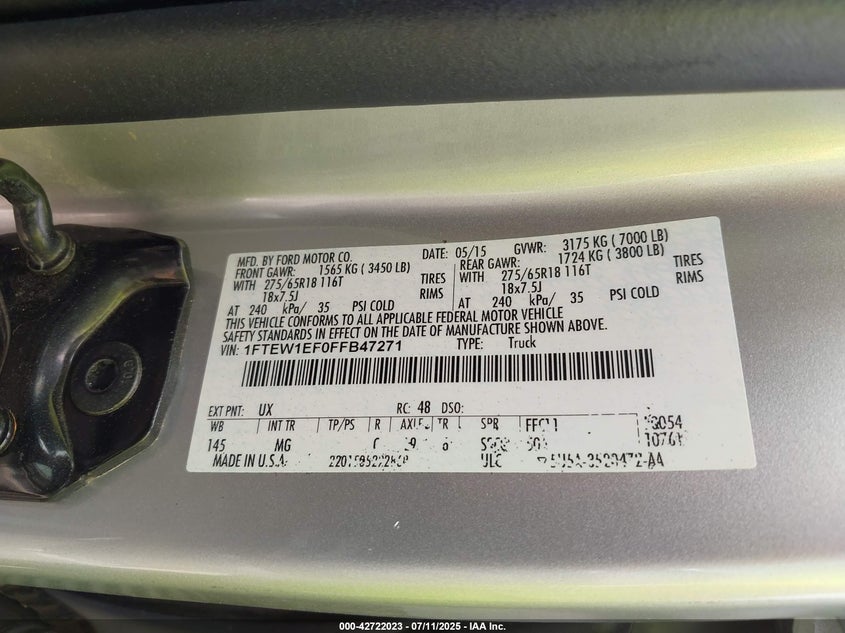 MFD. BY FORD MOTOR CO. DATE: 05/15 GVWR: 3175 KG ( 7000 LB)
FRONT GAWR: 1565 KG ( 3450 LB) REAR GAWR: 1724 KG ( 3800 LB)
WITH 275/65R18 116T TIRES WITH 275/65R18 116T TIRES
18x7.5J RIMS 18x7.5J RIMS
AT 240 kPa/ 35 PSI COLD AT 240 kPa/ 35 PSI COLD
THIS VEHICLE CONFORMS TO ALL APPLICABLE FEDERAL MOTOR VEHICLE
SAFETY STANDARDS IN EFFECT ON THE DATE OF MANUFACTURE SHOWN ABOVE.
VIN: 1FTEW1EF0FFB47271 TYPE: Truck
EXT PNT: UX RC: 48 DSO:
WB INT TR TP/PS R AXLE TR SPR
145 MG
MADE IN U.S.A.
000-42722023 / 07/11/2025 - IAA Inc.